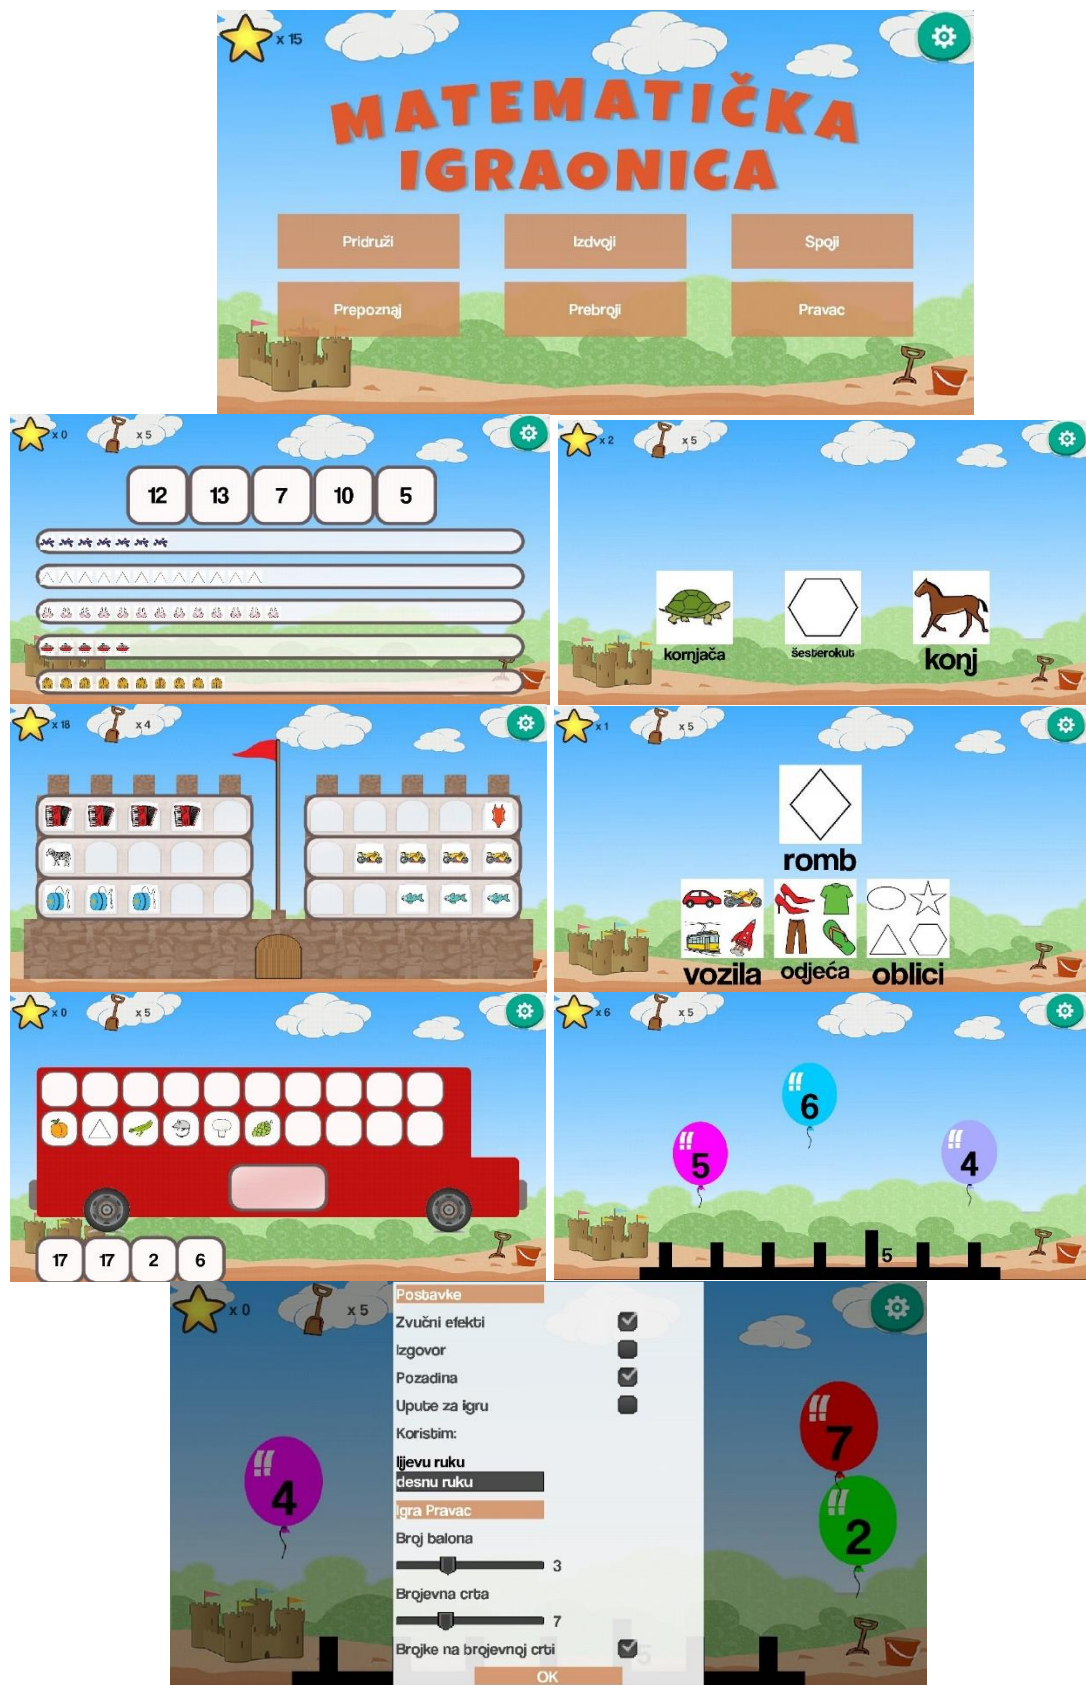 x 15
MATEMATIČKA
IGRAONICA
Pridruži Izdvoji Spoji
Prepoznaj Prebroji Pravac
x 0 x 5
12 13 7 10 5
x 2 x 5
kornjača šesterokut konj
x 18 x 4
x 1 x 5
romb
vozila odjeća oblici
x 0 x 5
17 17 2 6
x 6 x 5
6
5 4
5
x 0 x 5
Postavke
Zvučni efekti
Izgovor
Pozadina
Upute za igru
Koristim:
lijevu ruku
desnu ruku
Igra Pravac
Broj balona
3
Brojevna crta
7
Brojke na brojevnoj crti
OK
4
7
2
5